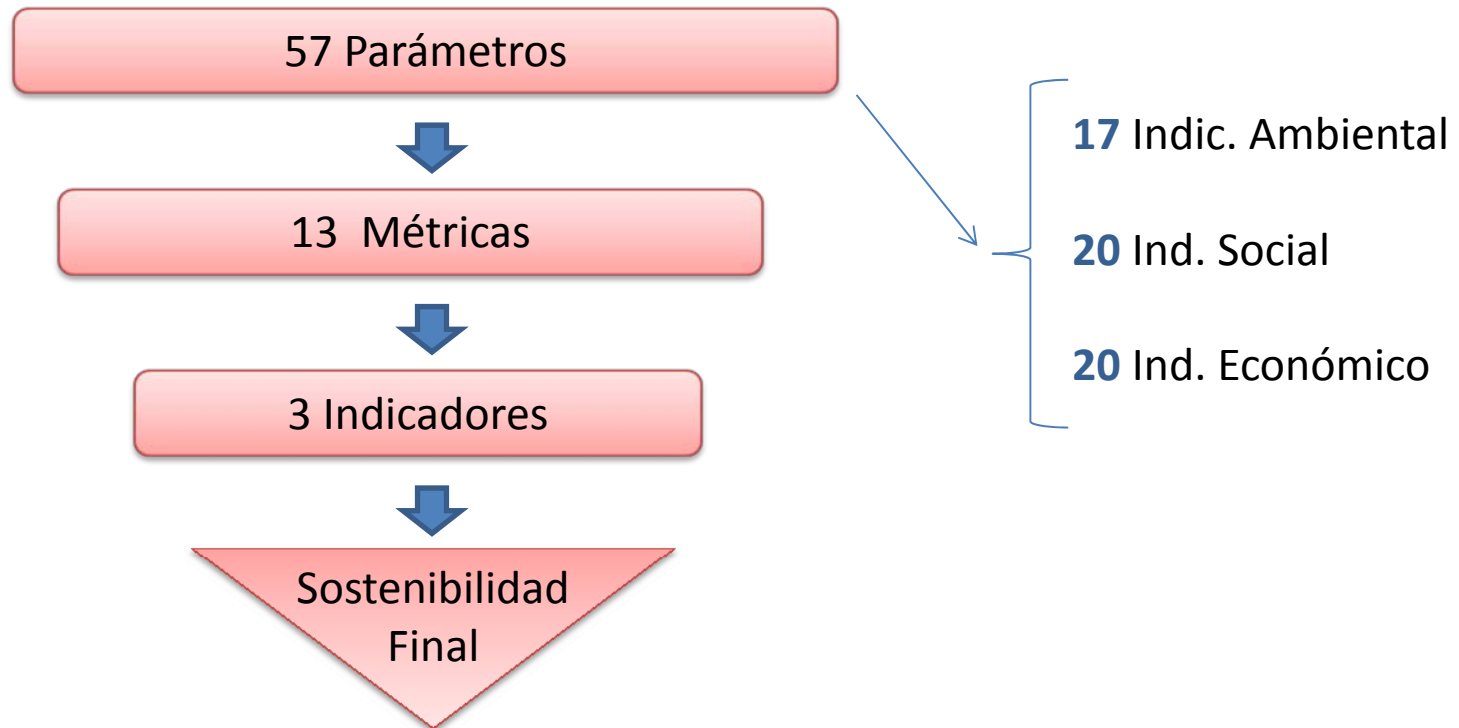 57 Parámetros
13 Métricas
3 Indicadores
Sostenibilidad
Final
17 Indic. Ambiental
20 Ind. Social
20 Ind. Económico